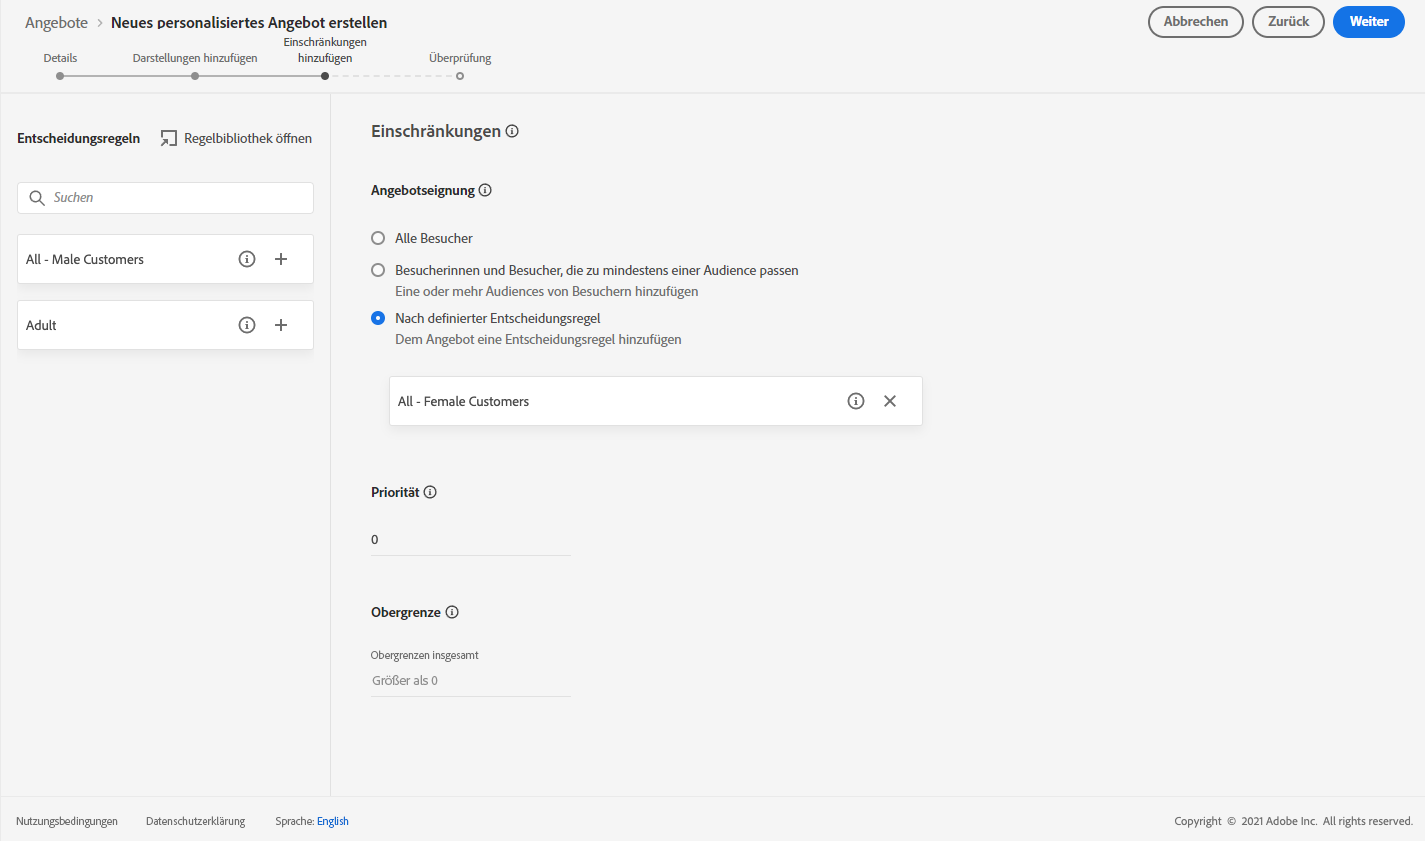 Angebote > Neues personalisiertes Angebot erstellen
Abbrechen
Zurück
Weiter
Details
Darstellungen hinzufügen
Einschränkungen
hinzufügen
Überprüfung
Entscheidungsregeln
Regelbibliothek öffnen
Suchen
All - Male Customers
Adult
Einschränkungen
Angebotseignung
Alle Besucher
Besucherinnen und Besucher, die zu mindestens einer Audience passen
Eine oder mehr Audiences von Besuchern hinzufügen
Nach definierter Entscheidungsregel
Dem Angebot eine Entscheidungsregel hinzufügen
All - Female Customers
Priorität
0
Obergrenze
Obergrenzen insgesamt
Größer als 0
Nutzungsbedingungen
Datenschutzerklärung
Sprache: English
Copyright © 2021 Adobe Inc. All rights reserved.